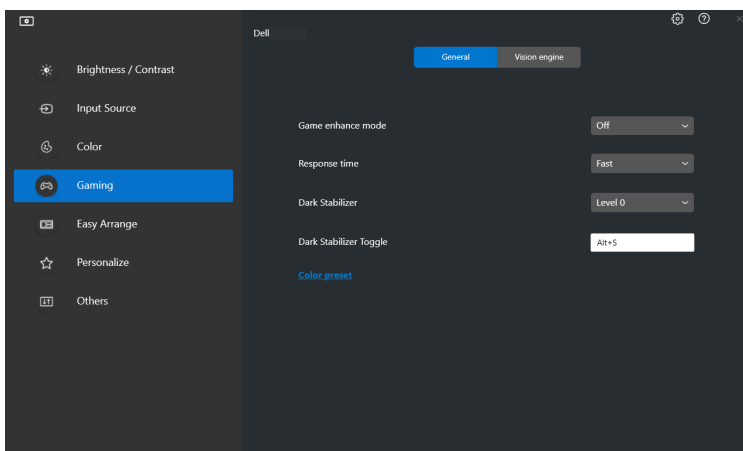 Dell
Brightness / Contrast
Input Source
Color
Gaming
Easy Arrange
Personalize
Others
General
Vision engine
Game enhance mode
Off
Response time
Fast
Dark Stabilizer
Level 0
Dark Stabilizer Toggle
Alt+S
Color preset